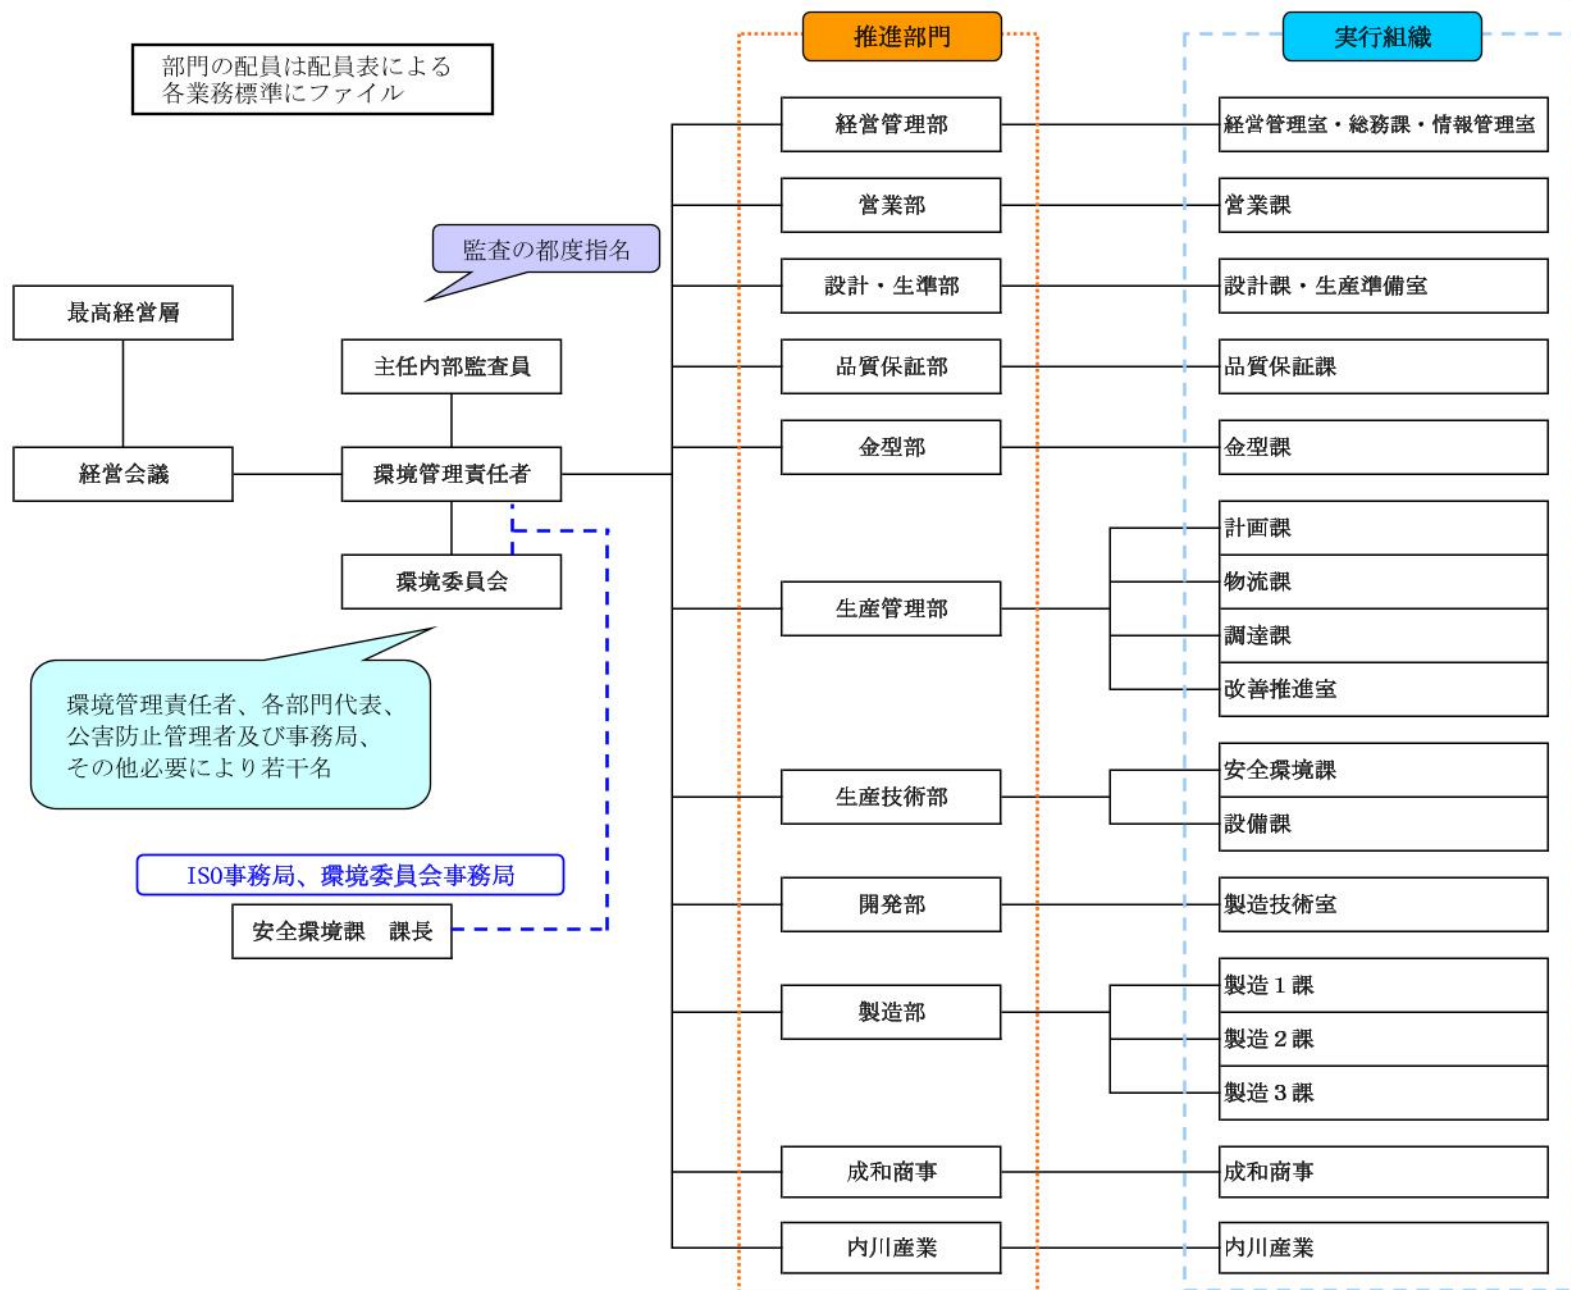 推進部門
実行組織
部門の配員は配員表による
各業務標準にファイル
経営管理部
経営管理室・総務課・情報管理室
営業部
営業課
監査の都度指名
設計・生準部
設計課・生産準備室
最高経営層
主任内部監査員
品質保証部
品質保証課
金型部
金型課
経営会議
環境管理責任者
計画課
環境委員会
物流課
生産管理部
調達課
改善推進室
環境管理責任者、各部門代表、
公害防止管理者及び事務局、
その他必要により若干名
安全環境課
生産技術部
設備課
ISO事務局、環境委員会事務局
安全環境課　課長
開発部
製造技術室
製造１課
製造部
製造２課
製造３課
成和商事
成和商事
内川産業
内川産業